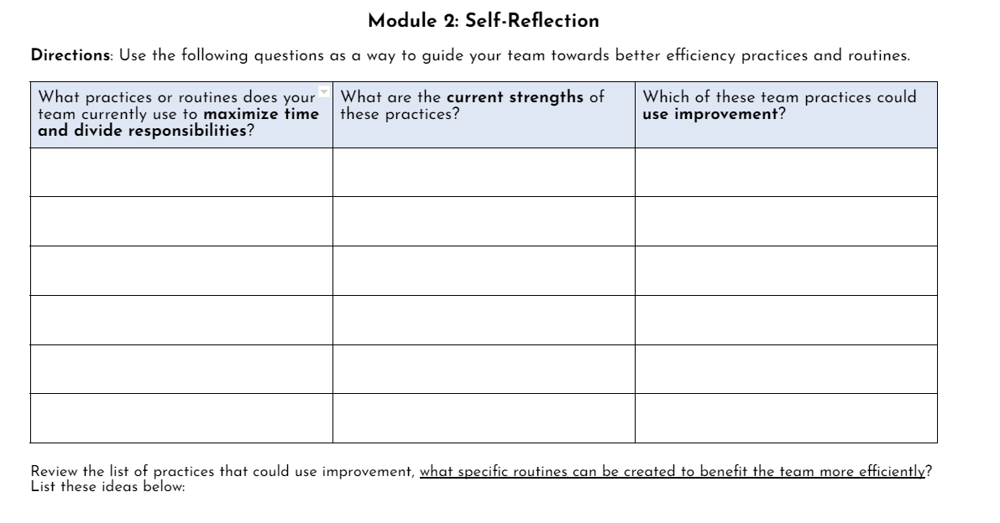 Module 2: Self-Reflection
Directions: Use the following questions as a way to guide your team towards better efficiency practices and routines.
What practices or routines does your
team currently use to maximize time
and divide responsibilities?
What are the current strengths of
these practices?
Which of these team practices could
use improvement?
Review the list of practices that could use improvement, what specific routines can be created to benefit the team more efficiently?
List these ideas below: